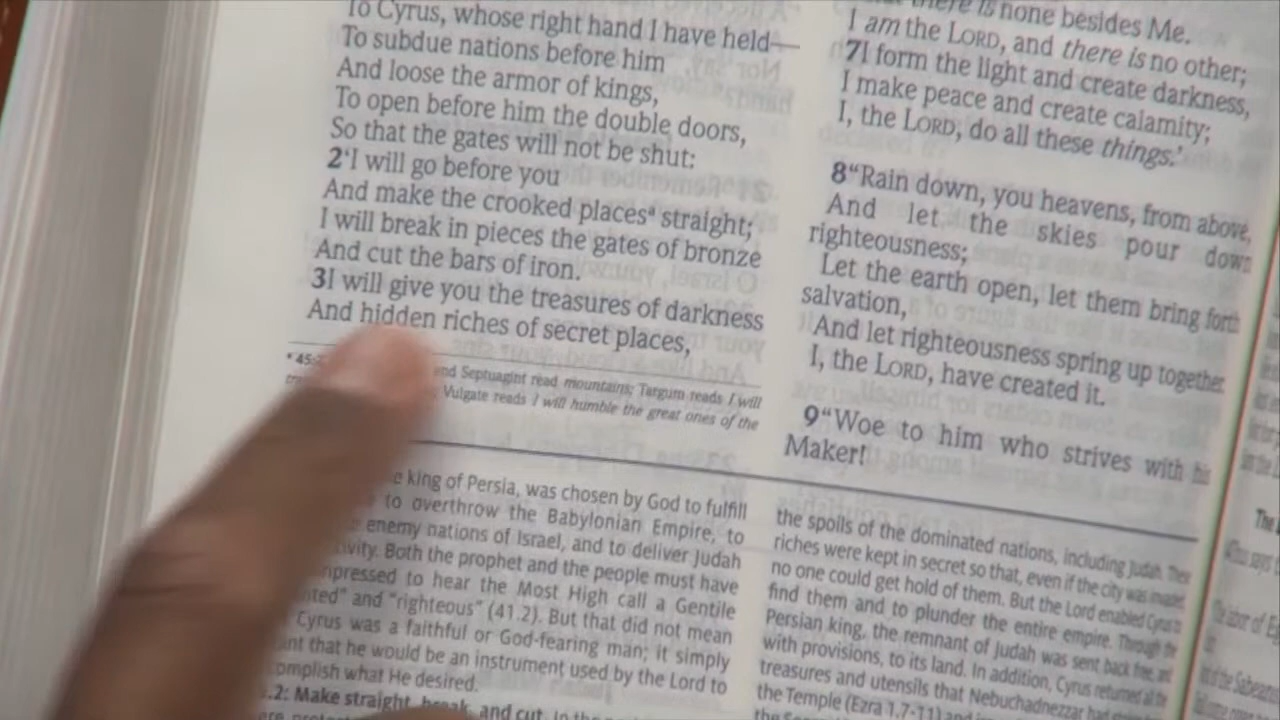 To Cyrus, whose right hand I have held—
To subdue nations before him
And loose the armor of kings,
To open before him the double doors,
So that the gates will not be shut:
2‘I will go before you
And make the crooked placesª straight;
I will break in pieces the gates of bronze
And cut the bars of iron.
3I will give you the treasures of darkness
And hidden riches of secret places,
Septuagint read mountains; Targum reads I will
Vulgate reads I will humble the great ones of the
king of Persia, was chosen by God to fulfill
to overthrow the Babylonian Empire, to
enemy nations of Israel, and to deliver Judah
Both the prophet and the people must have
to hear the Most High call a Gentile
and "righteous" (41.2). But that did not mean
Cyrus was a faithful or God-fearing man; it simply
that he would be an instrument used by the Lord to
what He desired.
.2: Make straight, break, and cut.
there is none besides Me.
I am the LORD, and there is no other;
7I form the light and create darkness,
I make peace and create calamity;
I, the LORD, do all these things.’
8“Rain down, you heavens, from above,
And let the skies pour down
righteousness;
Let the earth open, let them bring forth
salvation,
And let righteousness spring up together
I, the LORD, have created it.
9“Woe to him who strives with his
Maker!
the spoils of the dominated nations, including Judah.
riches were kept in secret so that, even if the city was
no one could get hold of them. But the Lord enabled Cyrus to
find them and to plunder the entire empire. Through the
Persian king, the remnant of Judah was sent back free, and
with provisions, to its land. In addition, Cyrus returned all the
treasures and utensils that Nebuchadnezzar had
the Temple (Ezra 1.7-11) and